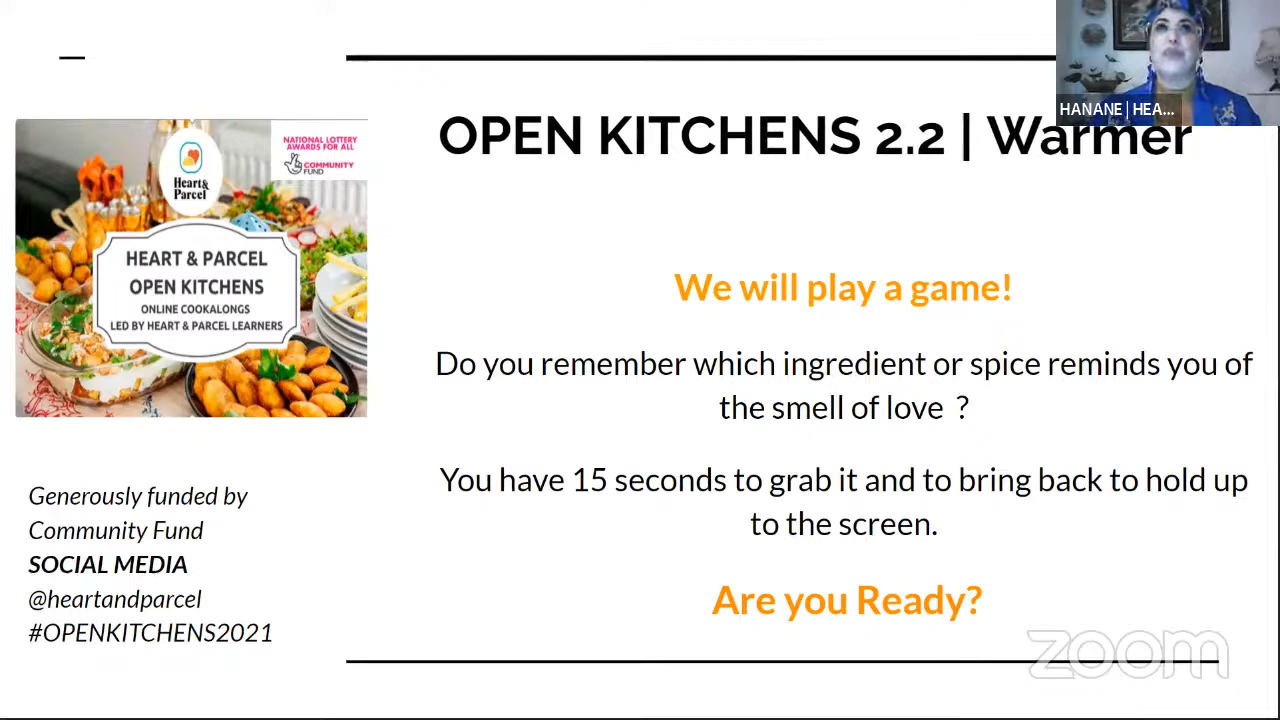 HANANE | HEA...
OPEN KITCHENS 2.2 | Warmer
NATIONAL LOTTERY
AWARDS FOR ALL
COMMUNITY
FUND
Heart&
Parcel
HEART & PARCEL
OPEN KITCHENS
ONLINE COOKALONGS
LED BY HEART & PARCEL LEARNERS
We will play a game!
Do you remember which ingredient or spice reminds you of
the smell of love ?
You have 15 seconds to grab it and to bring back to hold up
to the screen.
Are you Ready?
Generously funded by
Community Fund
SOCIAL MEDIA
@heartandparcel
#OPENKITCHENS2021
zoom